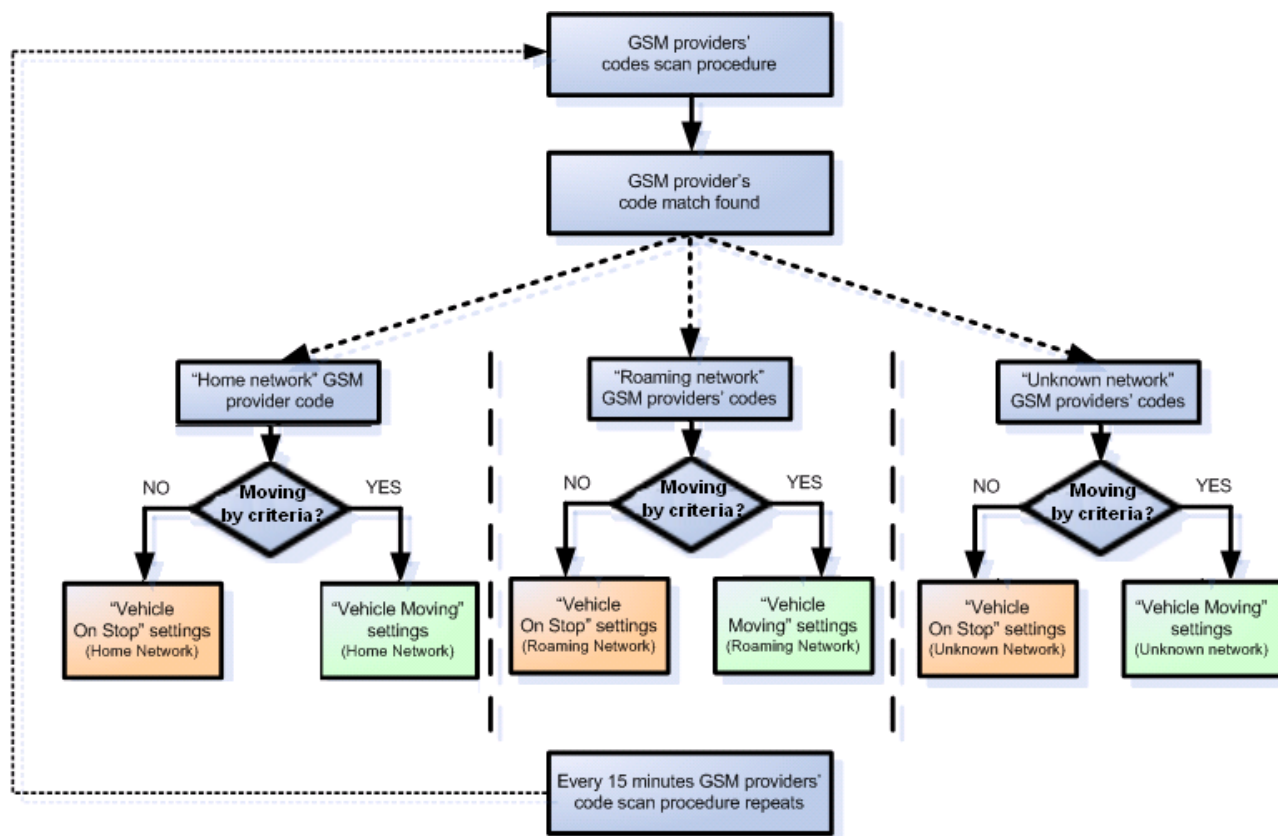 GSM providers'
codes scan procedure
GSM provider's
code match found
"Home network" GSM
provider code
"Roaming network"
GSM providers' codes
"Unknown network"
GSM providers' codes
NO
Moving
by criteria?
YES
NO
Moving
by criteria?
YES
NO
Moving
by criteria?
YES
"Vehicle
On Stop" settings
(Home Network)
"Vehicle Moving"
settings
(Home Network)
"Vehicle
On Stop" settings
(Roaming Network)
"Vehicle
Moving" settings
(Roaming Network)
"Vehicle
On Stop" settings
(Unknown Network)
"Vehicle Moving"
settings
(Unknown network)
Every 15 minutes GSM providers'
code scan procedure repeats